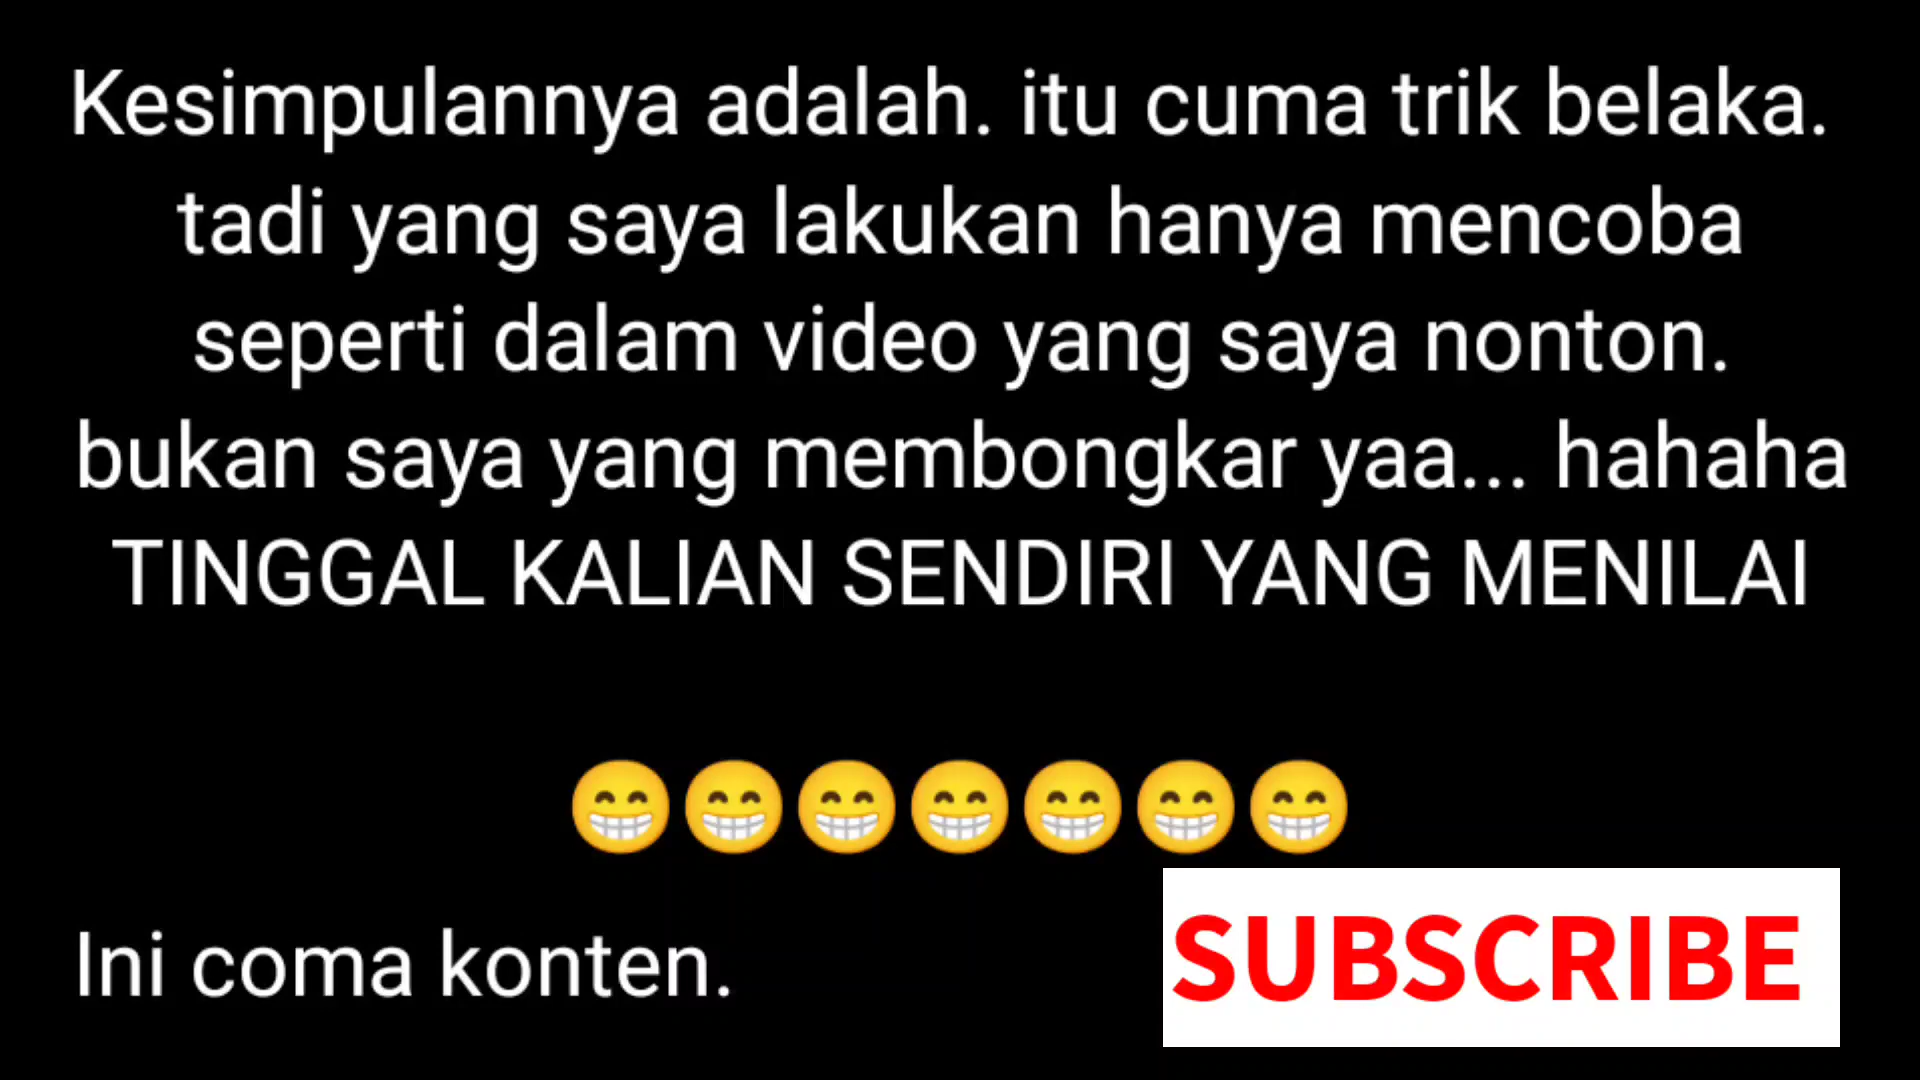 Kesimpulannya adalah. itu cuma trik belaka.
tadi yang saya lakukan hanya mencoba
seperti dalam video yang saya nonton.
bukan saya yang membongkar yaa... hahaha
TINGGAL KALIAN SENDIRI YANG MENILAI
😁😁😁😁😁😁😁
Ini coma konten.
SUBSCRIBE